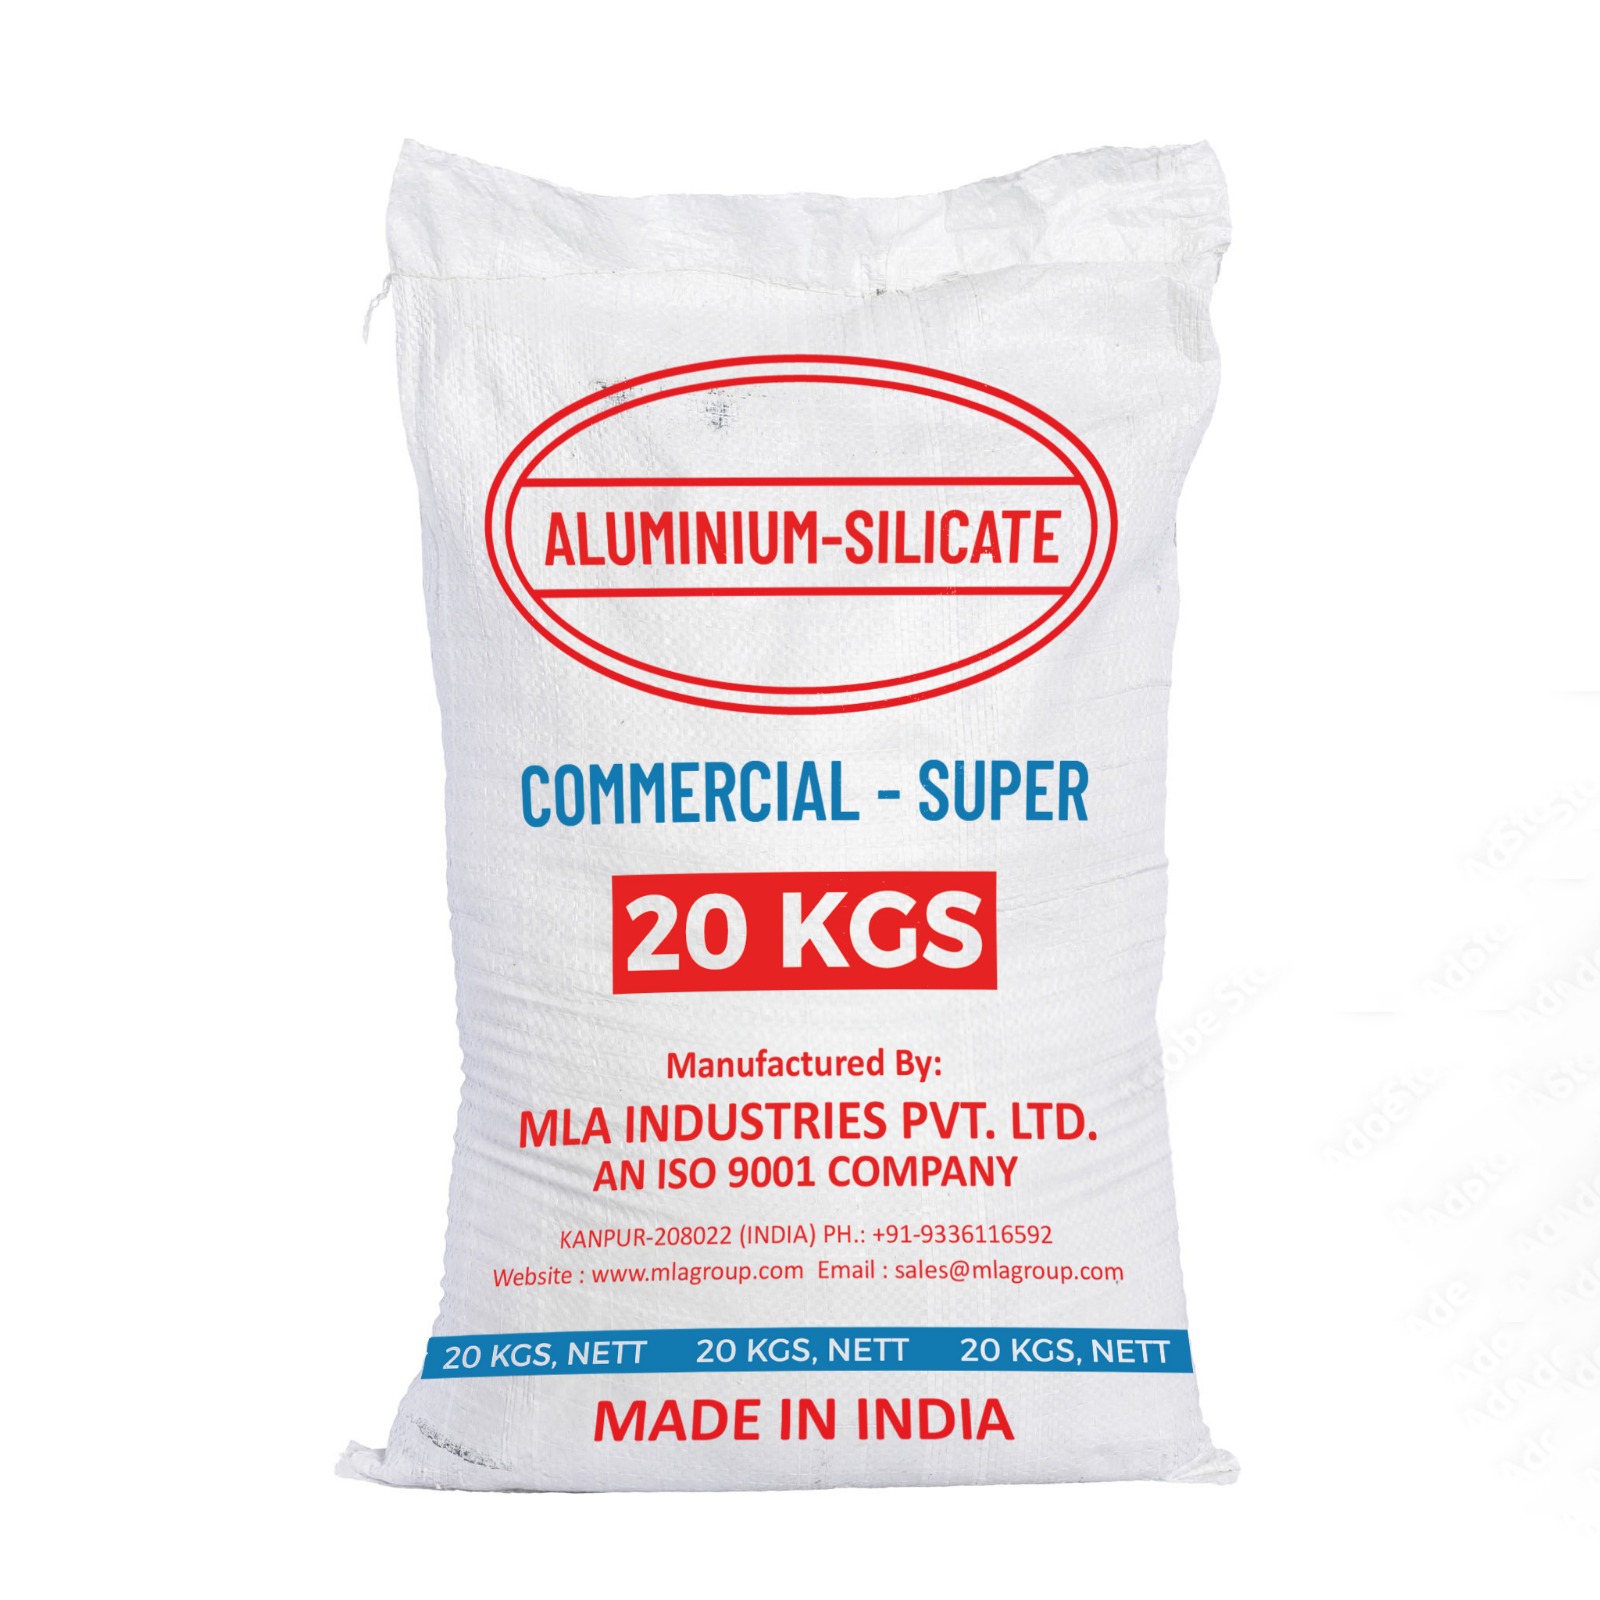 ALUMINIUM-SILICATE
COMMERCIAL - SUPER
20 KGS
Manufactured By:
MLA INDUSTRIES PVT. LTD.
AN ISO 9001 COMPANY
KANPUR-208022 (INDIA) PH.: +91-9336116592
Website : www.mlagroup.com Email : sales@mlagroup.com
20 KGS, NETT 20 KGS, NETT 20 KGS, NETT
MADE IN INDIA